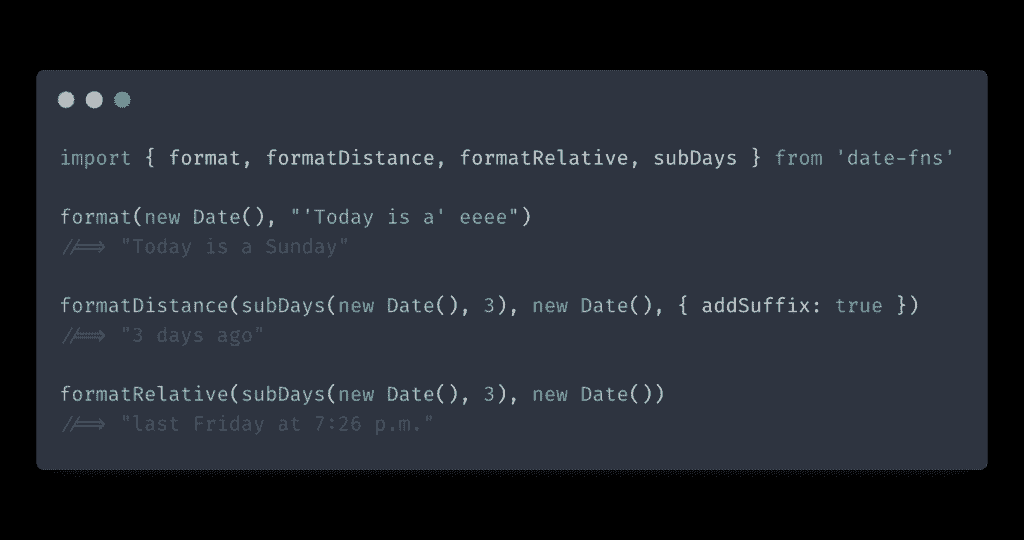 import { format, formatDistance, formatRelative, subDays } from 'date-fns'
format(new Date(), "'Today is a' eeee")
//=> "Today is a Sunday"
formatDistance(subDays(new Date(), 3), new Date(), { addSuffix: true })
//=> "3 days ago"
formatRelative(subDays(new Date(), 3), new Date())
//=> "last Friday at 7:26 p.m."